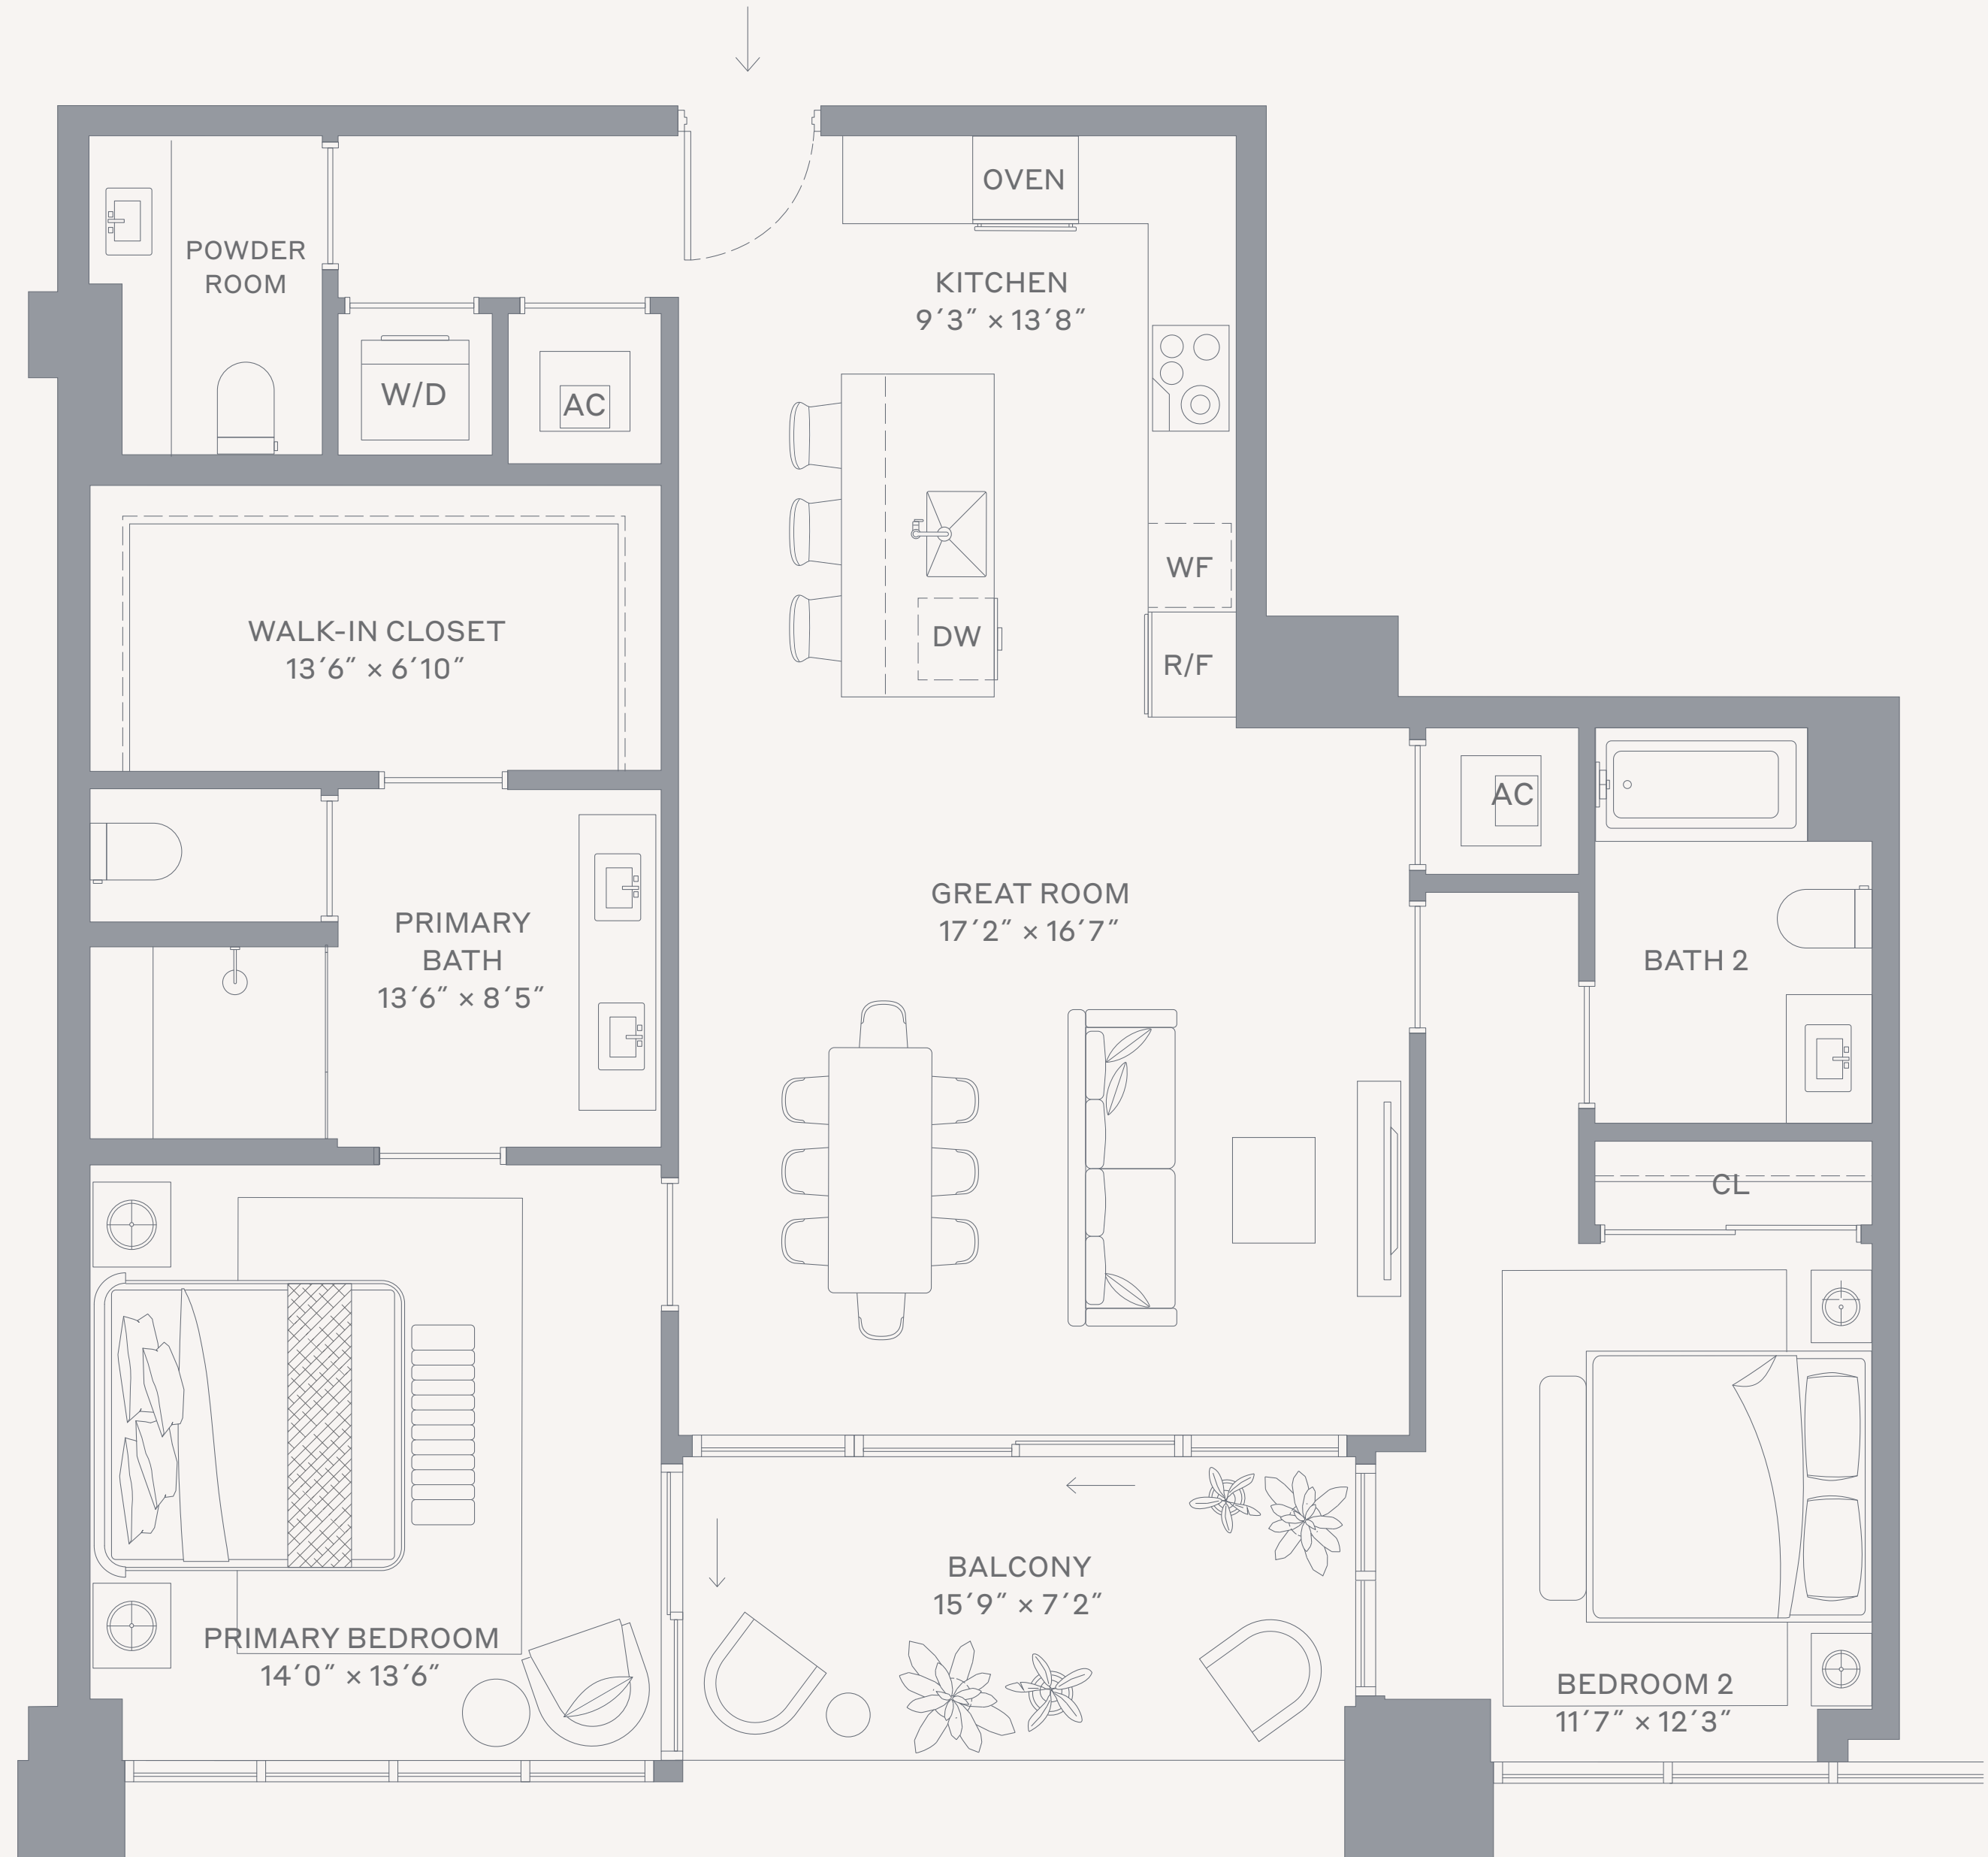 OVEN
POWDER
ROOM
KITCHEN
9′3″ × 13′8″
W/D
AC
WF
DW
R/F
WALK-IN CLOSET
13′6″ × 6′10″
AC
GREAT ROOM
17′2″ × 16′7″
PRIMARY
BATH
13′6″ × 8′5″
BATH 2
CL
BALCONY
15′9″ × 7′2″
PRIMARY BEDROOM
14′0″ × 13′6″
BEDROOM 2
11′7″ × 12′3″